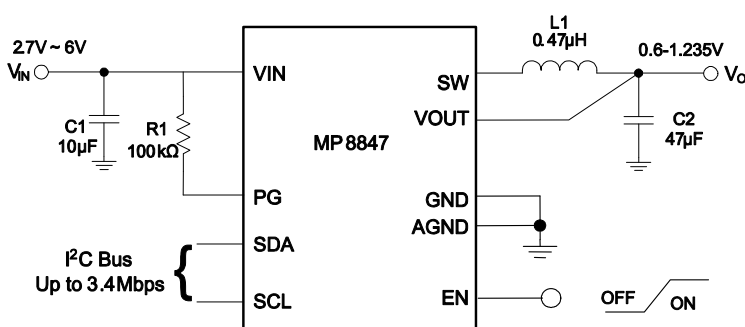 2.7V ~ 6V
VIN
C1
10µF
R1
100kΩ
VIN
PG
SDA
SCL
I²C Bus
Up to 3.4Mbps
MP8847
SW
VOUT
GND
AGND
EN
L1
0.47µH
0.6-1.235V
VO
C2
47µF
OFF
ON